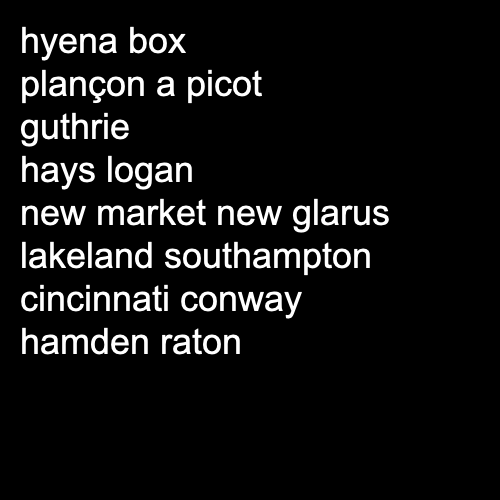 hyena box
plançon a picot
guthrie
hays logan
new market new glarus
lakeland southampton
cincinnati conway
hamden raton